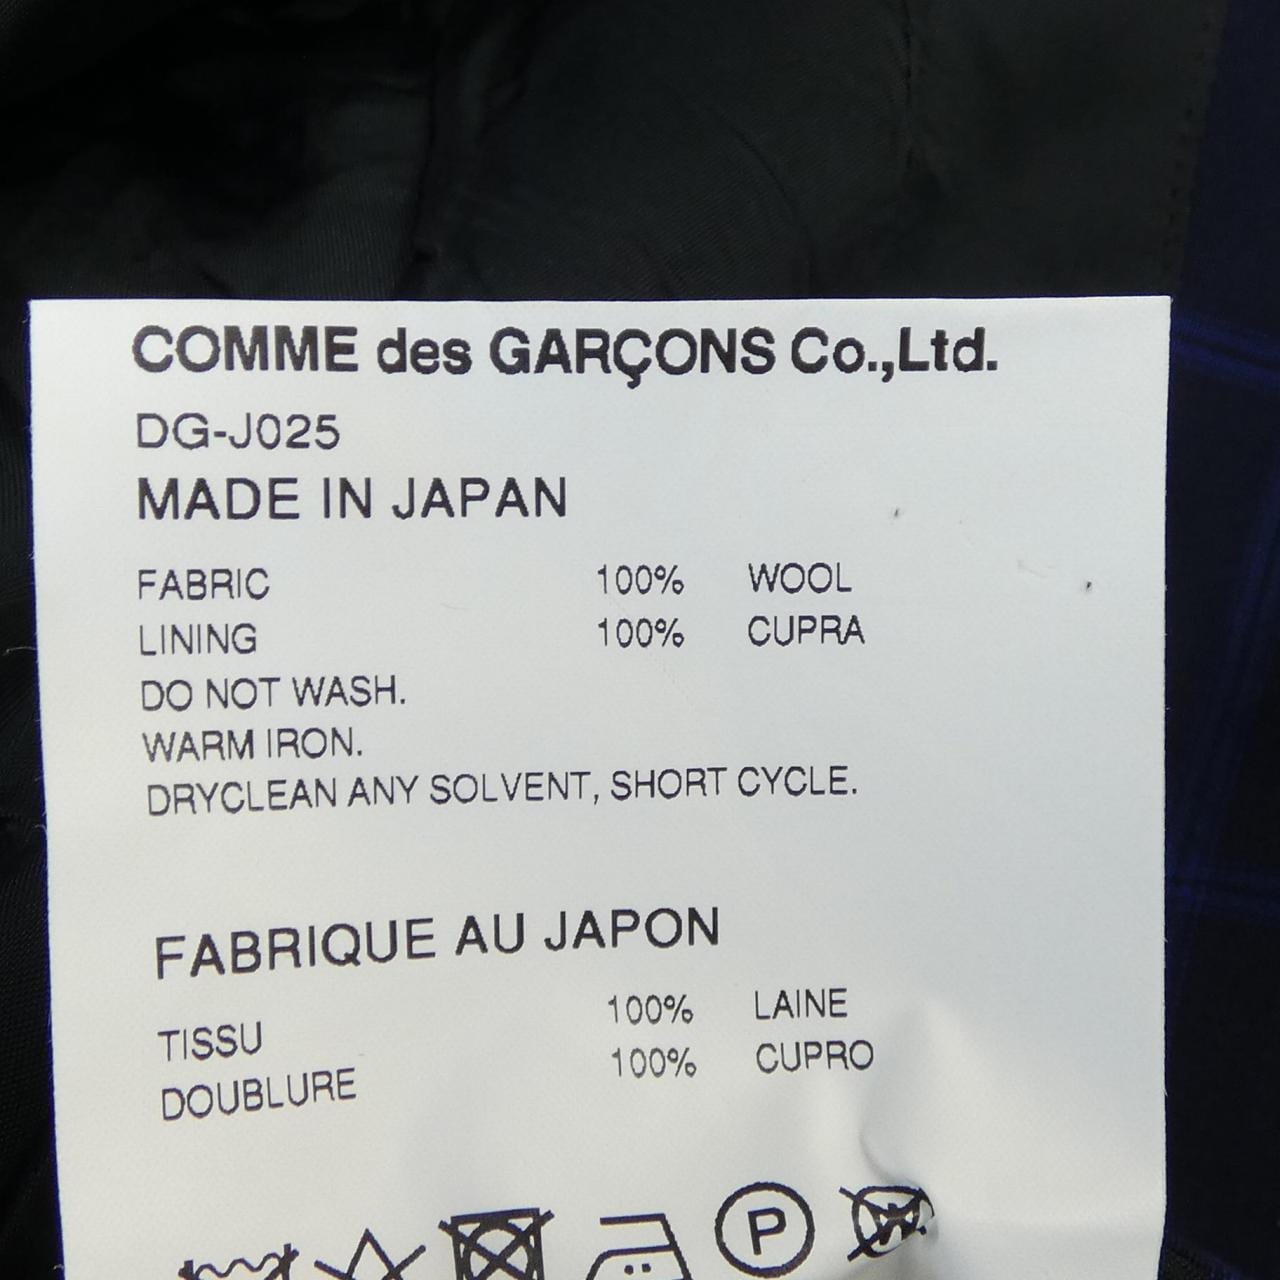 COMME des GARÇONS Co.,Ltd.
DG-J025
MADE IN JAPAN
FABRIC 100% WOOL
LINING 100% CUPRA
DO NOT WASH.
WARM IRON.
DRYCLEAN ANY SOLVENT, SHORT CYCLE.
FABRIQUE AU JAPON
TISSU 100% LAINE
DOUBLURE 100% CUPRO
P W